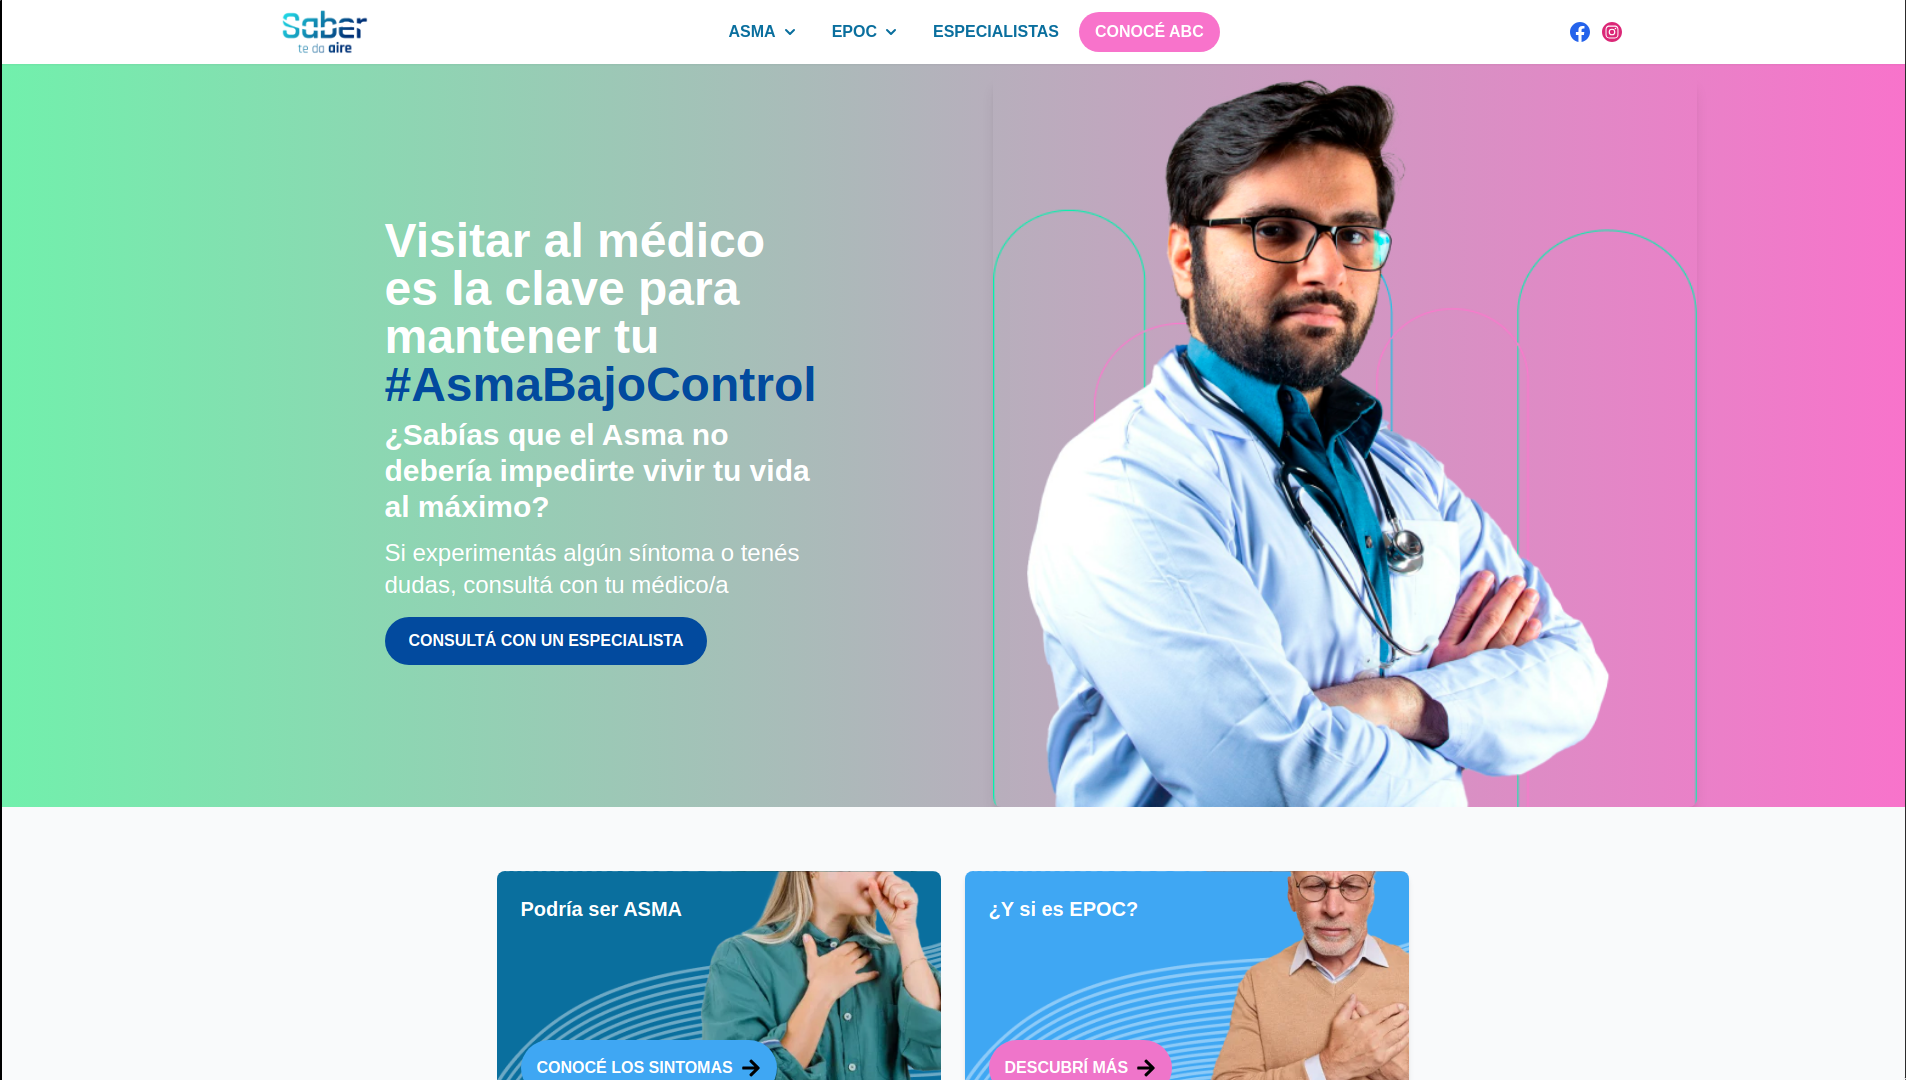 Saber
te da aire
ASMA
EPOC
ESPECIALISTAS
CONOCÉ ABC
Visitar al médico
es la clave para
mantener tu
#AsmaBajoControl
¿Sabías que el Asma no
debería impedirte vivir tu vida
al máximo?
Si experimentás algún síntoma o tenés
dudas, consultá con tu médico/a
CONSULTÁ CON UN ESPECIALISTA
Podría ser ASMA
CONOCÉ LOS SINTOMAS
¿Y si es EPOC?
DESCUBRÍ MÁS